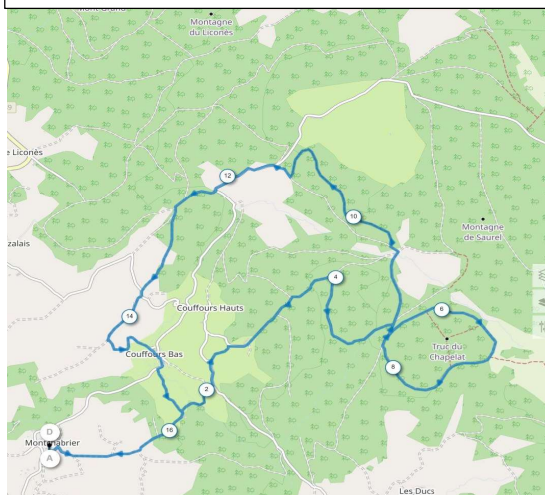 Montagne
du Liconès
e Liconès
12
10
Montagne
de Saurel
zalais
4
Couffours Hauts
6
14
Truc du
Chapelat
Couffours Bas
8
2
D
16
Montchabrier
A
Les Ducs